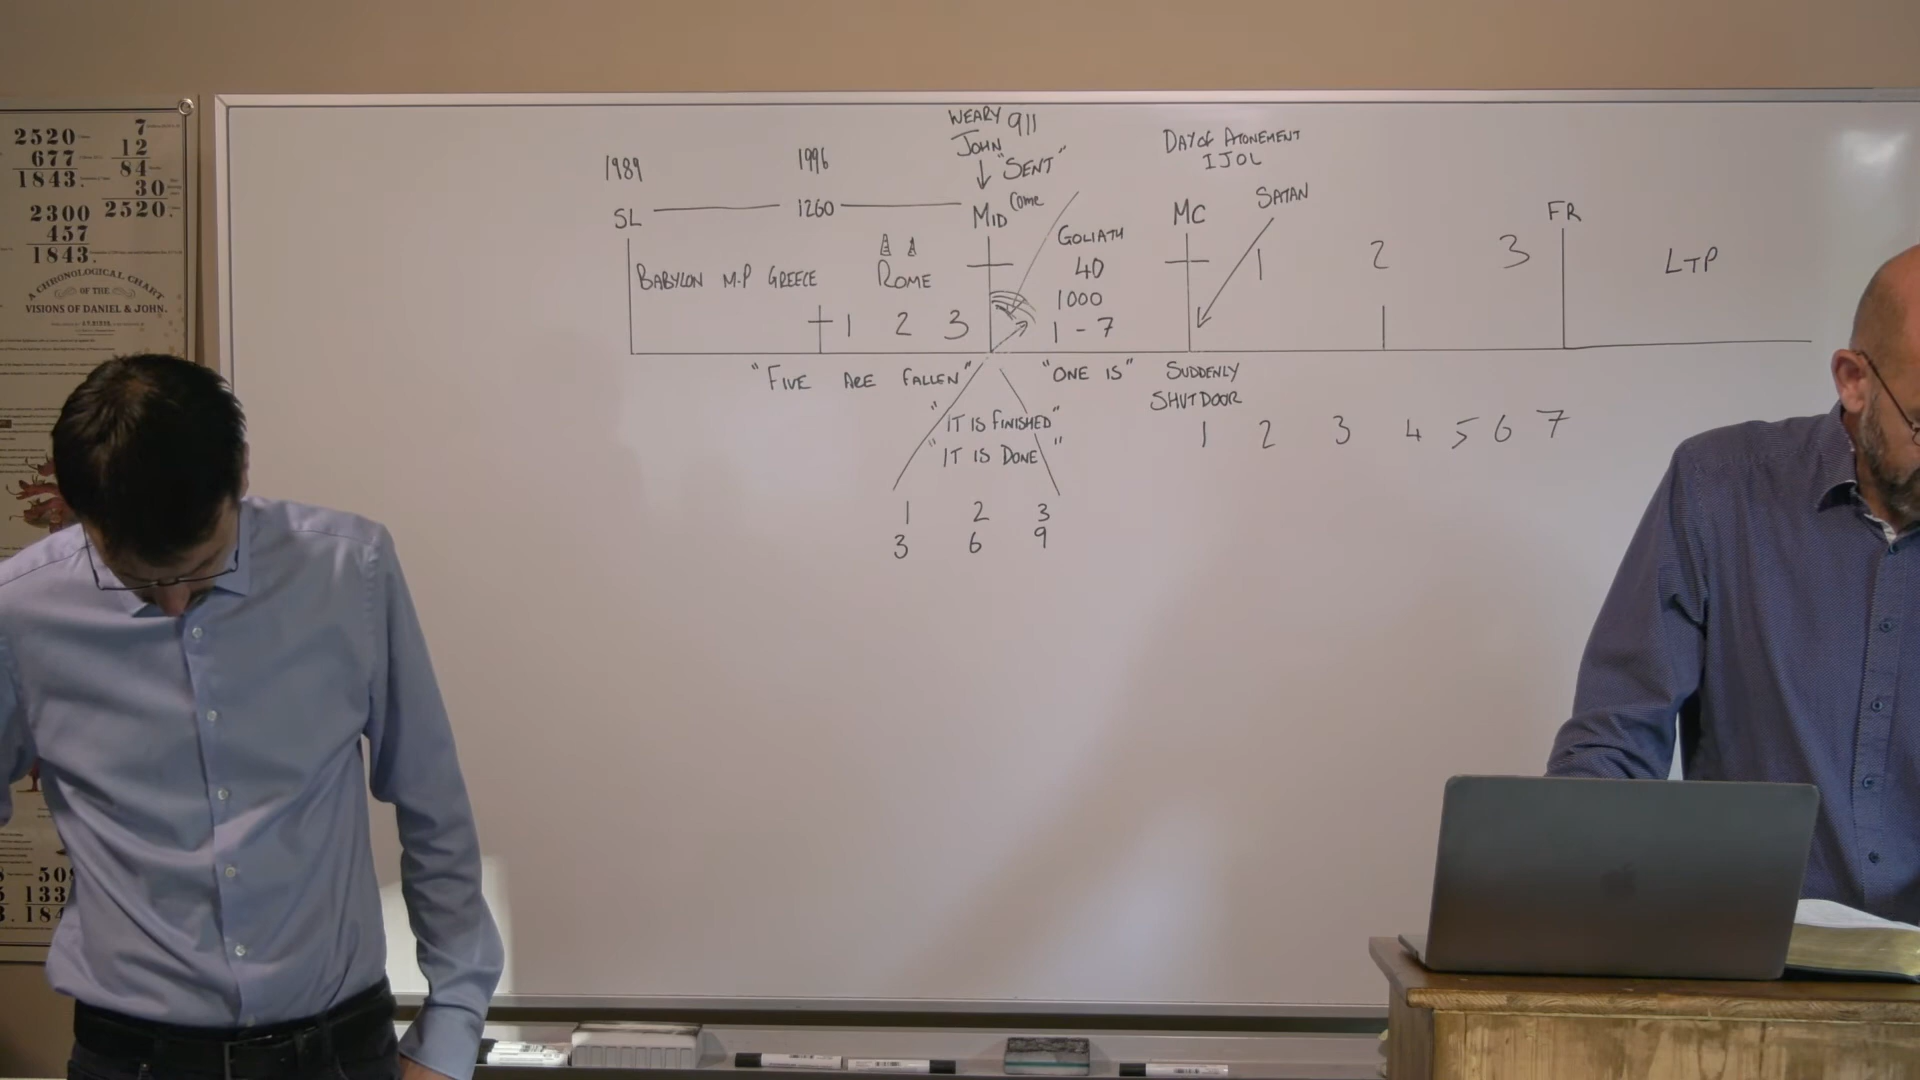 2520
677
1843.
7
12
84
30
2520.
2300
457
1843.
A CHRONOLOGICAL CHART
OF THE
VISIONS OF DANIEL & JOHN.
508
133
184
WEARY 911
JOHN "SENT"
1989 1996
DAY OF ATONEMENT
IJOL
SL 1260 MID COME MC SATAN FR
GOLIATH
40
1000
1 - 7
BABYLON M-P GREECE ROME
1 2 3
1 2 3 LTP
"FIVE ARE FALLEN" "ONE IS" SUDDENLY
SHUT DOOR
"IT IS FINISHED"
"IT IS DONE"
1 2 3 4 5 6 7
1 2 3
3 6 9